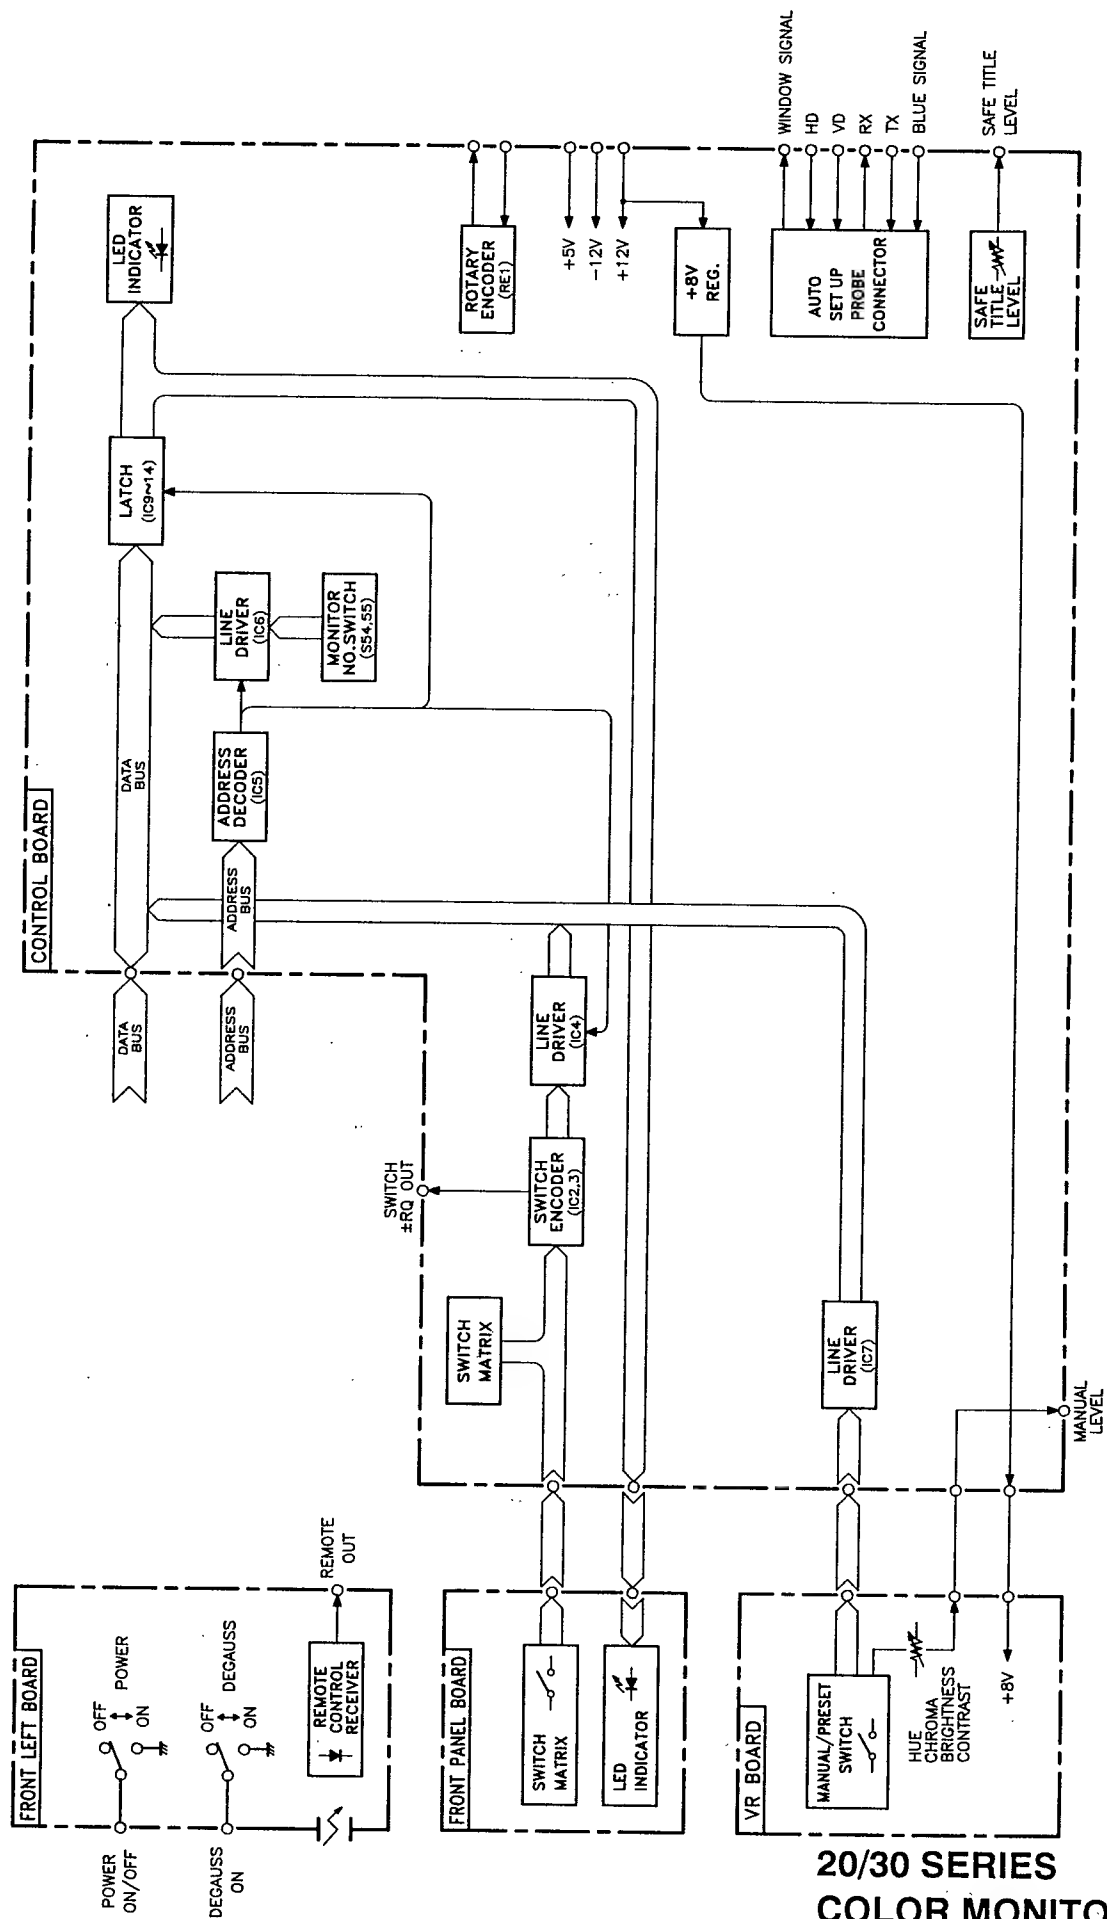 CONTROL BOARD
DATA
BUS
ADDRESS
BUS
DATA
BUS
ADDRESS
BUS
ADDRESS
DECODER
(IC5)
LINE
DRIVER
(IC6)
MONITOR
NO.SWITCH
(S54,55)
LATCH
(IC9~14)
LED
INDICATOR
ROTARY
ENCODER
(RE1)
+5V
-12V
+12V
+8V
REG.
AUTO
SET UP
PROBE
CONNECTOR
WINDOW SIGNAL
HD
VD
RX
TX
BLUE SIGNAL
SAFE
TITLE
LEVEL
SAFE TITLE
LEVEL
SWITCH
±RQ OUT
SWITCH
MATRIX
SWITCH
ENCODER
(IC2,3)
LINE
DRIVER
(IC4)
LINE
DRIVER
(IC7)
MANUAL
LEVEL
FRONT LEFT BOARD
POWER
ON/OFF
OFF
ON
POWER
DEGAUSS
ON
OFF
ON
DEGAUSS
REMOTE
CONTROL
RECEIVER
REMOTE
OUT
FRONT PANEL BOARD
SWITCH
MATRIX
LED
INDICATOR
VR BOARD
MANUAL/PRESET
SWITCH
HUE
CHROMA
BRIGHTNESS
CONTRAST
+8V
20/30 SERIES
COLOR MONITO